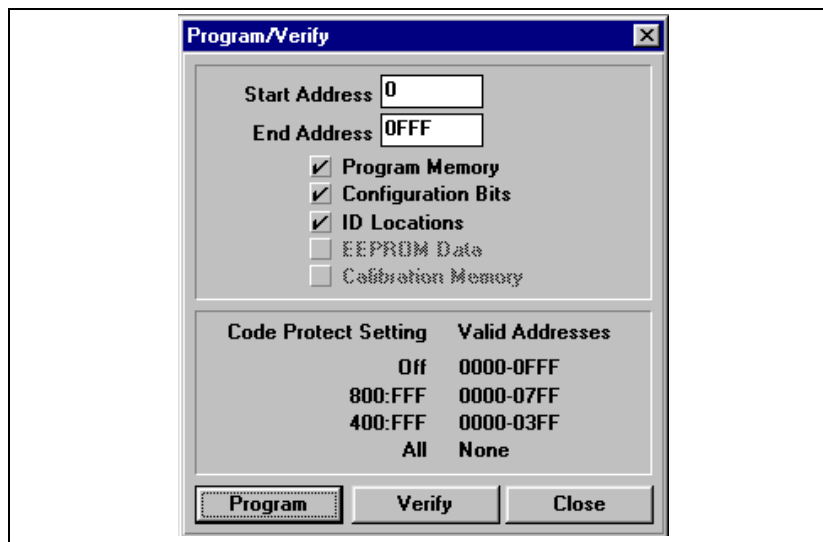 Program/Verify
Start Address 0
End Address 0FFF
Program Memory
Configuration Bits
ID Locations
EEPROM Data
Calibration Memory
Code Protect Setting Valid Addresses
Off 0000-0FFF
800:FFF 0000-07FF
400:FFF 0000-03FF
All None
Program Verify Close